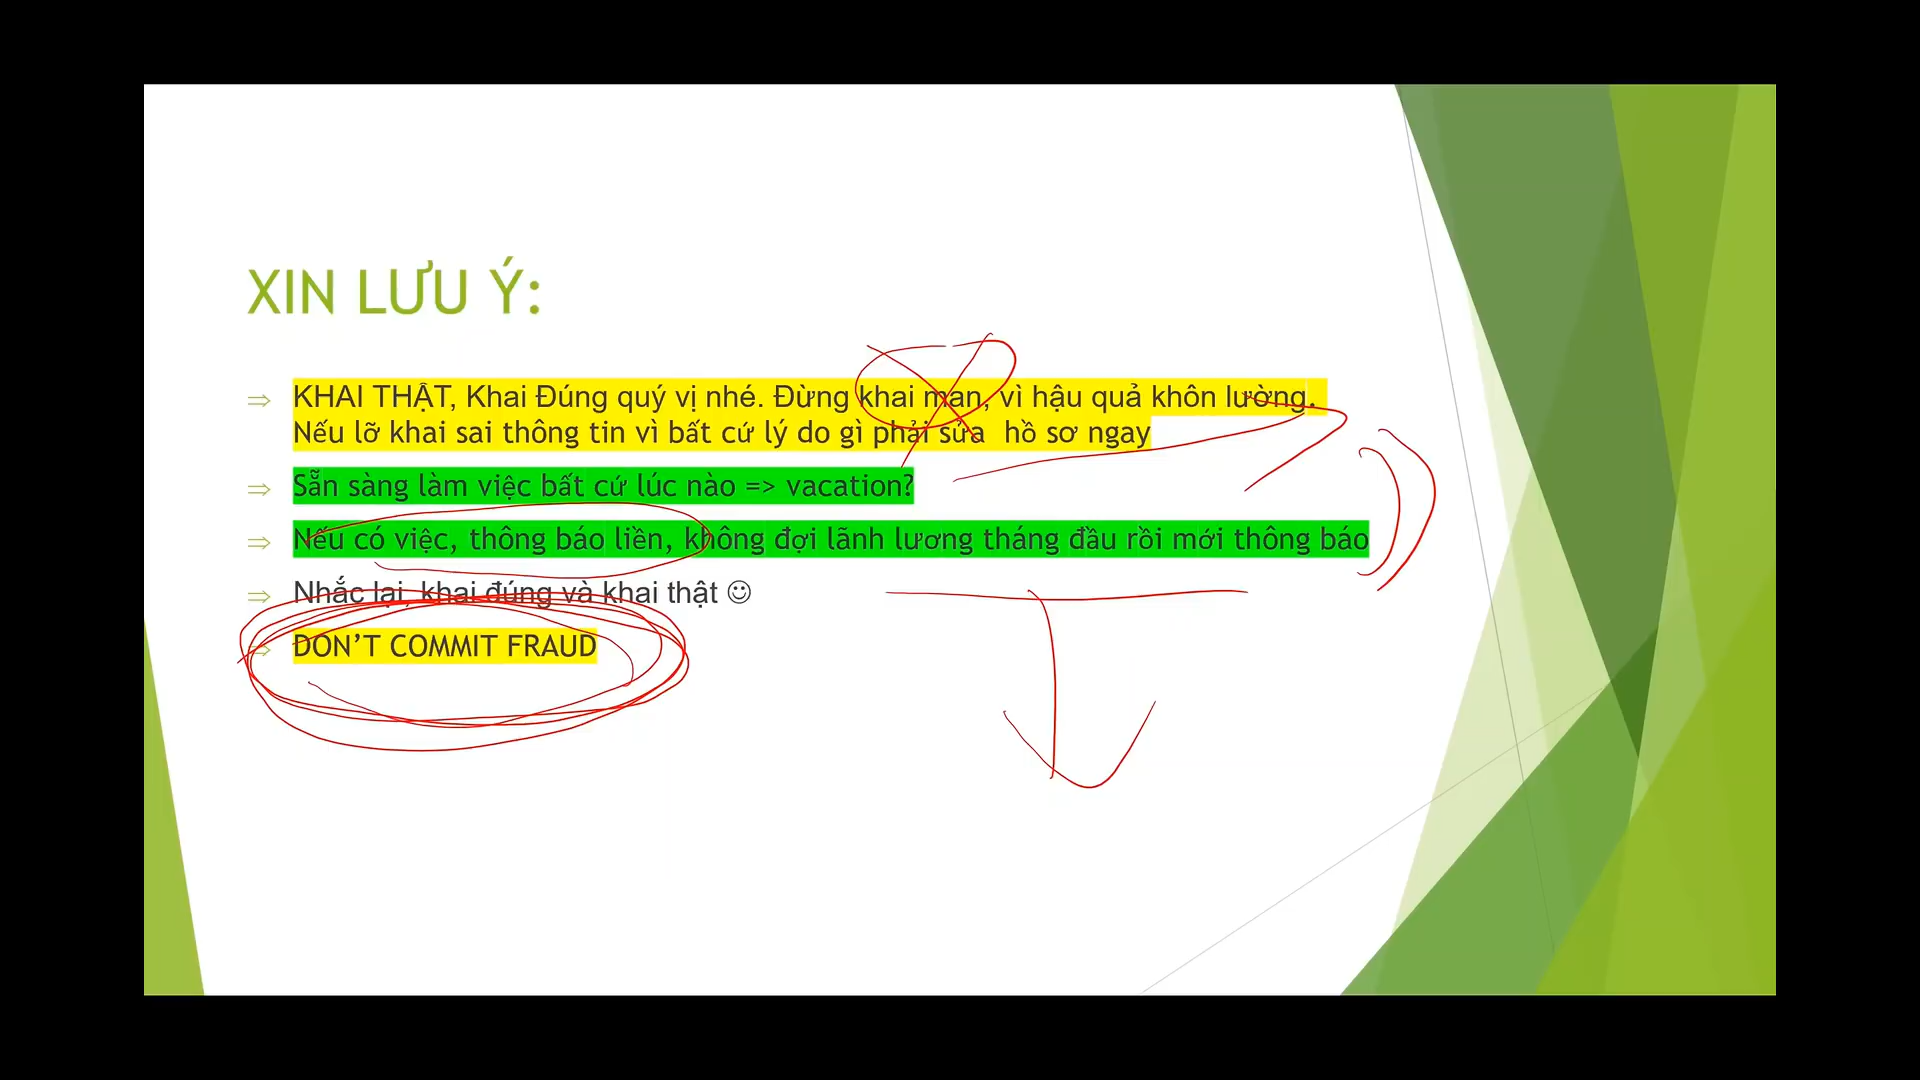 XIN LƯU Ý:
⇒ KHAI THẬT, Khai Đúng quý vị nhé. Đừng khai man, vì hậu quả khôn lường.
Nếu lỡ khai sai thông tin vì bất cứ lý do gì phải sửa hồ sơ ngay
⇒ Sẵn sàng làm việc bất cứ lúc nào => vacation?
⇒ Nếu có việc, thông báo liền, không đợi lãnh lương tháng đầu rồi mới thông báo
⇒ Nhắc lại, khai đúng và khai thật ☺
⇒ DON’T COMMIT FRAUD